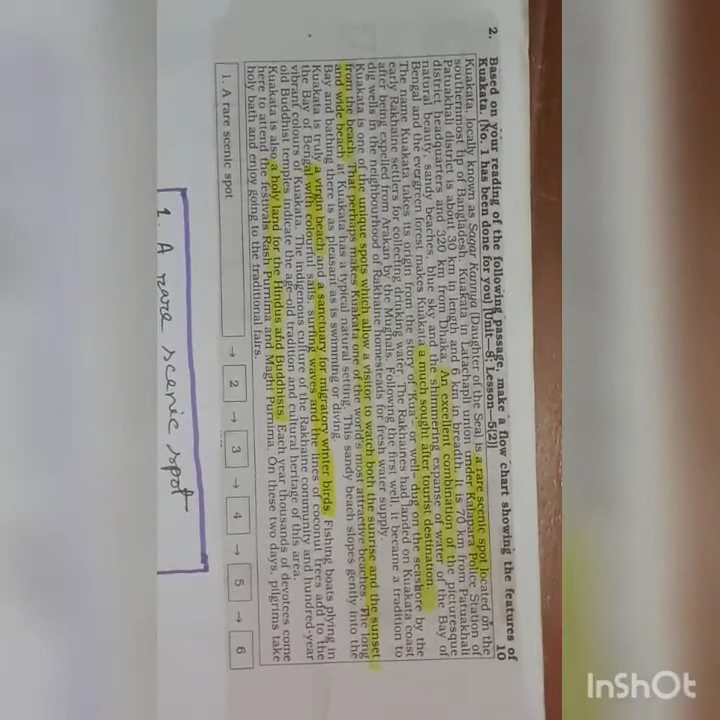 2. Based on your reading of the following passage, make a flow chart showing the features of
Kuakata. [No. 1 has been done for you] [Unit—8; Lesson—5(2)] 10
Kuakata, locally known as Sagar Kannya (Daughter of the Sea) is a rare scenic spot located on the
southernmost tip of Bangladesh. Kuakata in Latachapli union under Kalapara Police Station of
Patuakhali district is about 30 km in length and 6 km in breadth. It is 70 km from Patuakhali
district headquarters and 320 km from Dhaka. An excellent combination of the picturesque
natural beauty, sandy beaches, blue sky and the shimmering expanse of water of the Bay of
Bengal and the evergreen forest makes Kuakata a much sought after tourist destination.
The name Kuakata takes its origin from the story of 'Kua'- or well- dug on the seashore by the
early Rakhaine settlers for collecting drinking water. The Rakhaines had landed on Kuakata coast
after being expelled from Arakan by the Mughals. Following the first well, it became a tradition to
dig wells in the neighbourhood of Rakhaine homesteads for fresh water supply.
Kuakata is one of the unique spots which allow a visitor to watch both the sunrise and the sunset
from the beach. That perhaps makes Kuakata one of the world's most attractive beaches. The long
and wide beach at Kuakata has a typical natural setting. This sandy beach slopes gently into the
Bay and bathing there is as pleasant as is swimming or diving.
Kuakata is truly a virgin beach and a sanctuary for migratory winter birds. Fishing boats plying in
the Bay of Bengal with colourful sails, surfing waves and the lines of coconut trees add to the
vibrant colours of Kuakata. The indigenous culture of the Rakhaine community and hundred-year
old Buddhist temples indicate the age-old tradition and cultural heritage of this area.
Kuakata is also a holy land for the Hindus and Buddhists. Each year thousands of devotees come
here to attend the festivals Rash Purnima and Maghi Purnima. On these two days, pilgrims take
holy bath and enjoy going to the traditional fairs.
1. A rare scenic spot → 2 → 3 → 4 → 5 → 6
1. A rare scenic spot
InShOt